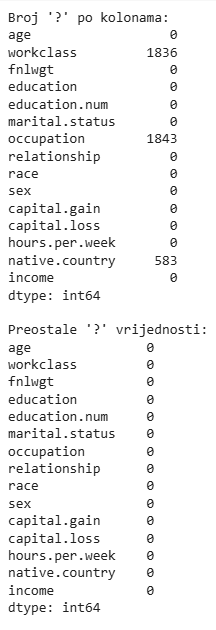 Broj '?' po kolonama:
age 0
workclass 1836
fnlwgt 0
education 0
education.num 0
marital.status 0
occupation 1843
relationship 0
race 0
sex 0
capital.gain 0
capital.loss 0
hours.per.week 0
native.country 583
income 0
dtype: int64

Preostale '?' vrijednosti:
age 0
workclass 0
fnlwgt 0
education 0
education.num 0
marital.status 0
occupation 0
relationship 0
race 0
sex 0
capital.gain 0
capital.loss 0
hours.per.week 0
native.country 0
income 0
dtype: int64